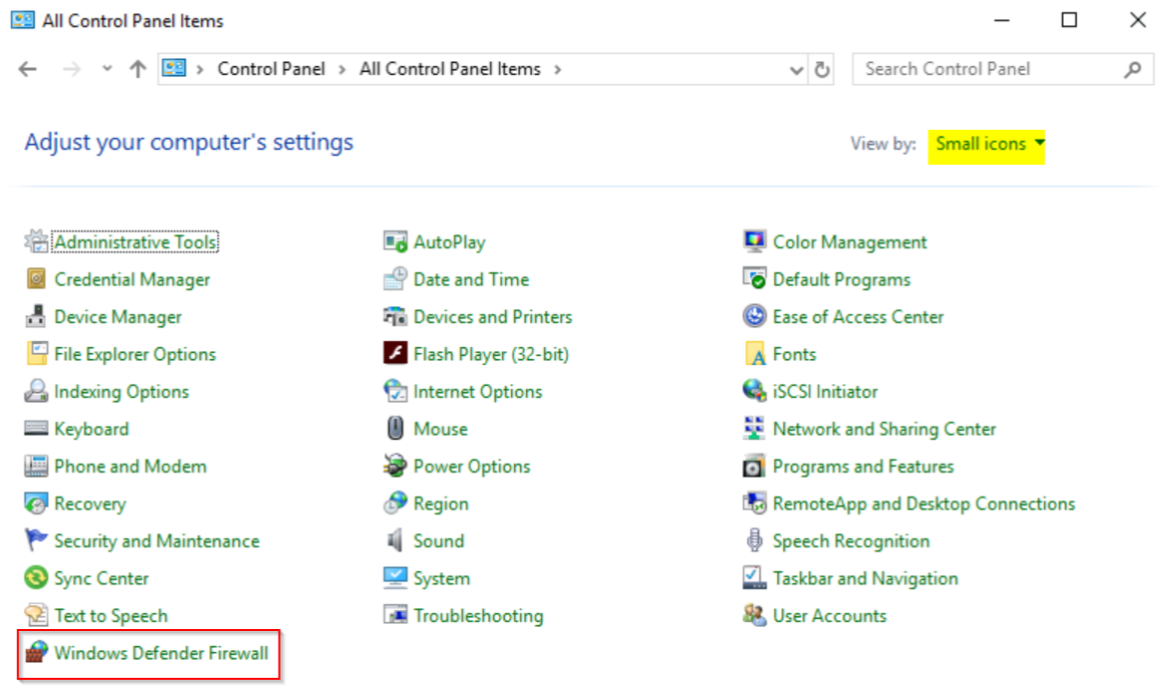 All Control Panel Items
Control Panel All Control Panel Items Search Control Panel
Adjust your computer's settings View by: Small icons
Administrative Tools AutoPlay Color Management
Credential Manager Date and Time Default Programs
Device Manager Devices and Printers Ease of Access Center
File Explorer Options Flash Player (32-bit) Fonts
Indexing Options Internet Options iSCSI Initiator
Keyboard Mouse Network and Sharing Center
Phone and Modem Power Options Programs and Features
Recovery Region RemoteApp and Desktop Connections
Security and Maintenance Sound Speech Recognition
Sync Center System Taskbar and Navigation
Text to Speech Troubleshooting User Accounts
Windows Defender Firewall